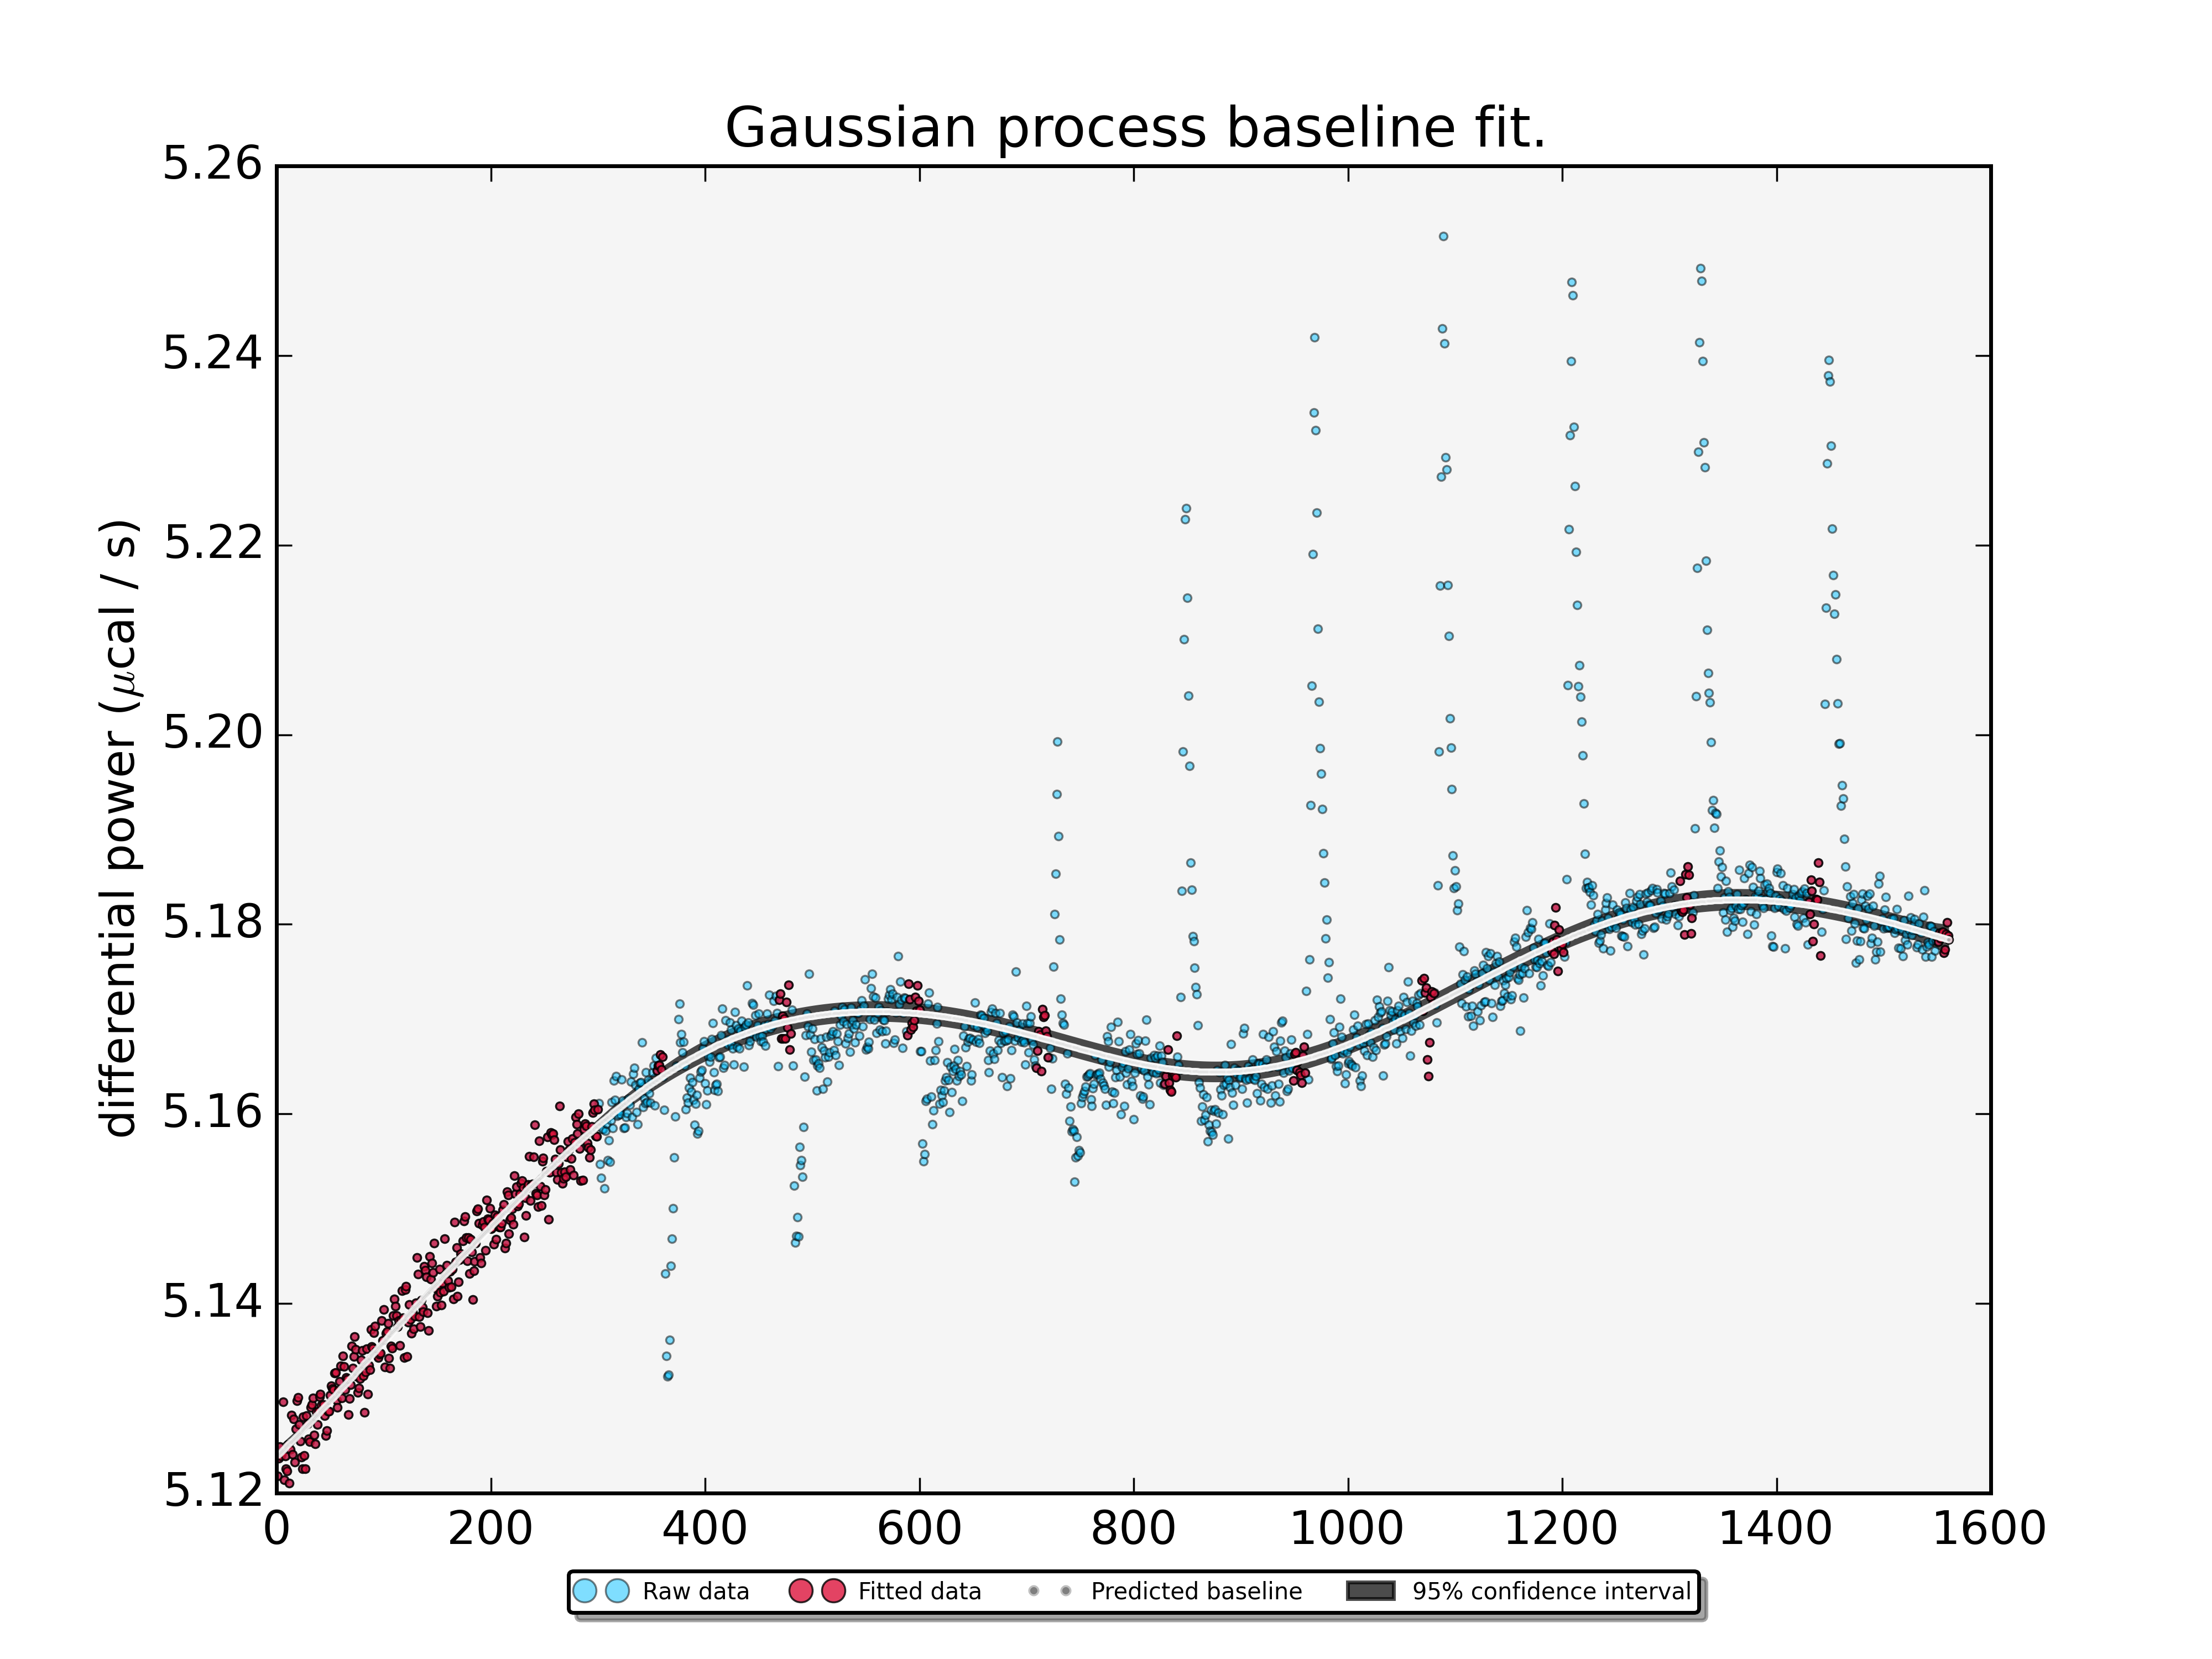 Gaussian process baseline fit.
5.26
5.24
5.22
5.20
5.18
5.16
5.14
5.12
differential power (μcal / s)
0 200 400 600 800 1000 1200 1400 1600
Raw data Fitted data Predicted baseline 95% confidence interval